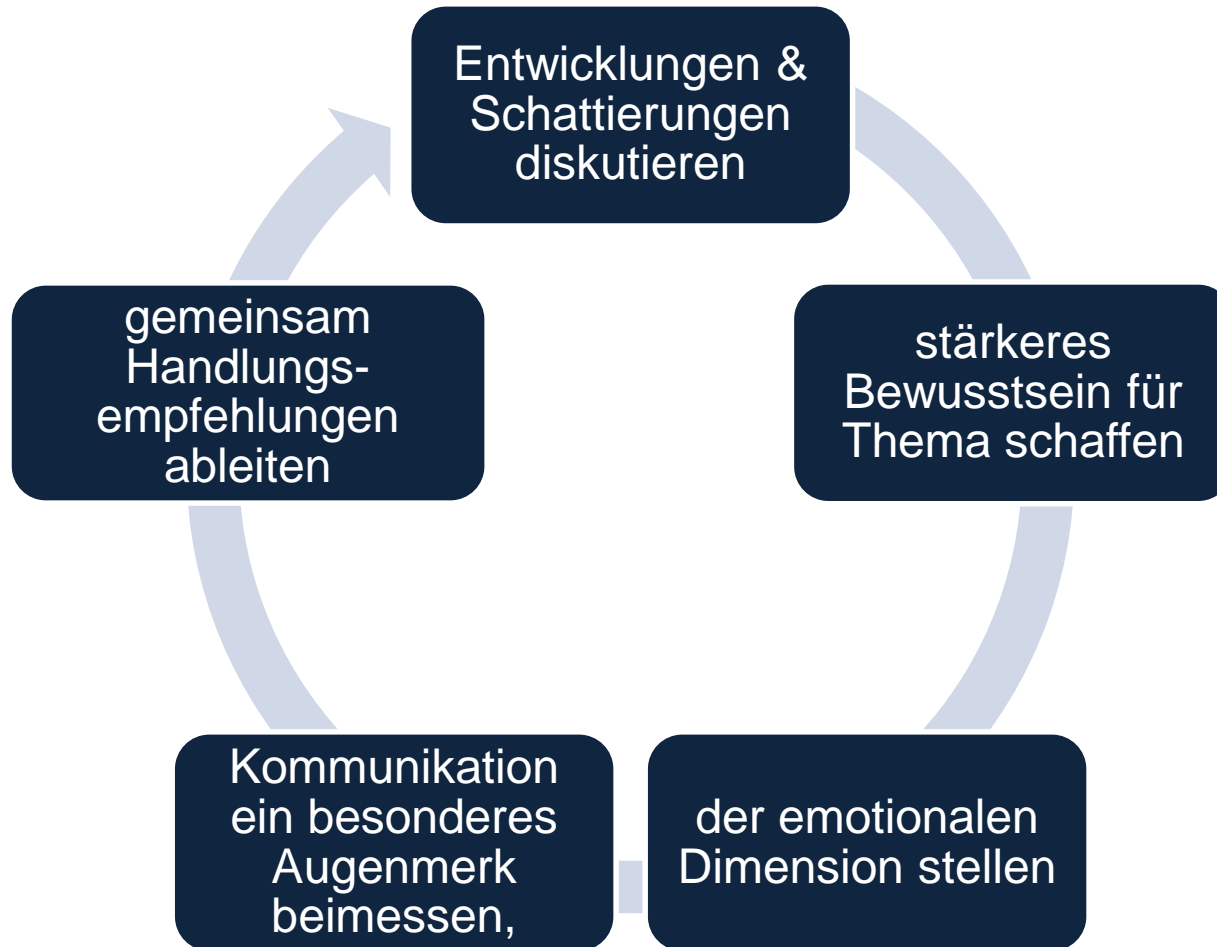 Entwicklungen &
Schattierungen
diskutieren
stärkeres
Bewusstsein für
Thema schaffen
der emotionalen
Dimension stellen
Kommunikation
ein besonderes
Augenmerk
beimessen,
gemeinsam
Handlungs-
empfehlungen
ableiten